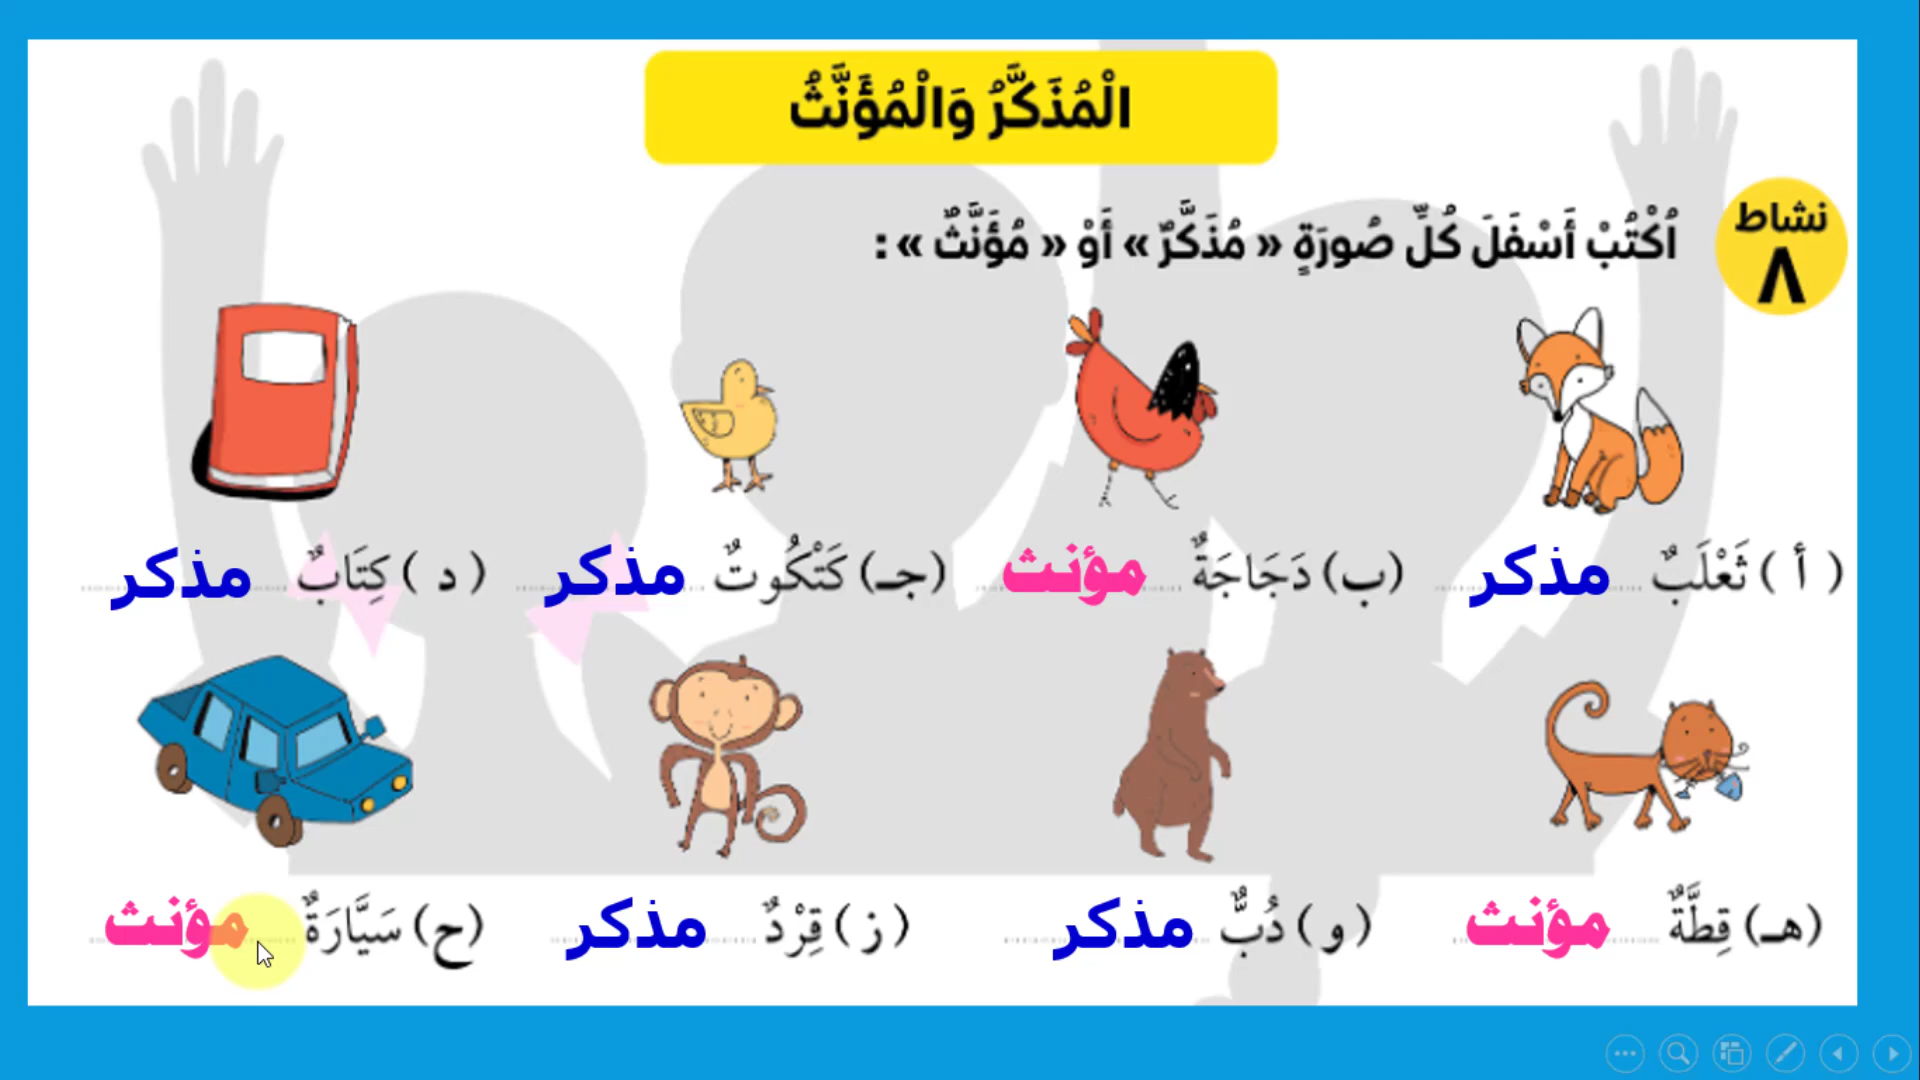 الْمُذَكَّرُ وَالْمُؤَنَّثُ
نشاط ٨
اُكْتُبْ أَسْفَلَ كُلِّ صُورَةٍ « مُذَكَّرٌ » أَوْ « مُؤَنَّثٌ » :
( أ ) ثَعْلَبٌ مذكر (ب) دَجَاجَةٌ مؤنث (جـ) كَتْكُوتٌ مذكر ( د ) كِتَابٌ مذكر
(هـ) قِطَّةٌ مؤنث ( و ) دُبٌّ مذكر ( ز ) قِرْدٌ مذكر (ح) سَيَّارَةٌ مؤنث